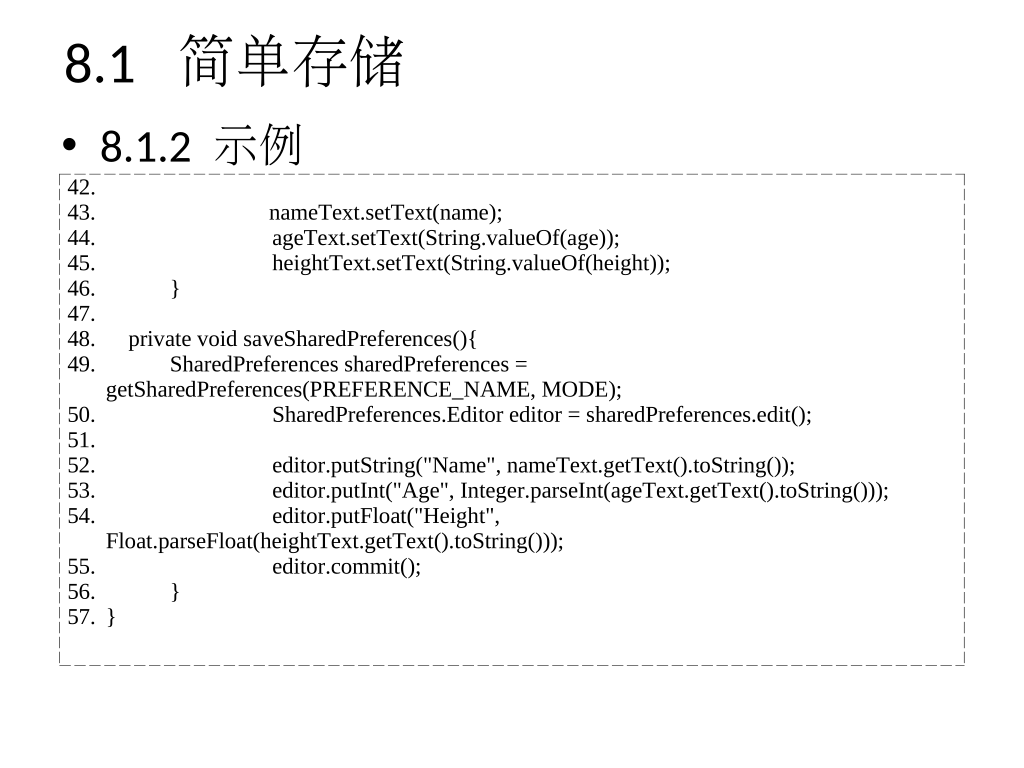 8.1 简单存储
• 8.1.2 示例
42.
43. nameText.setText(name);
44. ageText.setText(String.valueOf(age));
45. heightText.setText(String.valueOf(height));
46. }
47.
48. private void saveSharedPreferences(){
49. SharedPreferences sharedPreferences =
getSharedPreferences(PREFERENCE_NAME, MODE);
50. SharedPreferences.Editor editor = sharedPreferences.edit();
51.
52. editor.putString("Name", nameText.getText().toString());
53. editor.putInt("Age", Integer.parseInt(ageText.getText().toString()));
54. editor.putFloat("Height",
Float.parseFloat(heightText.getText().toString()));
55. editor.commit();
56. }
57. }